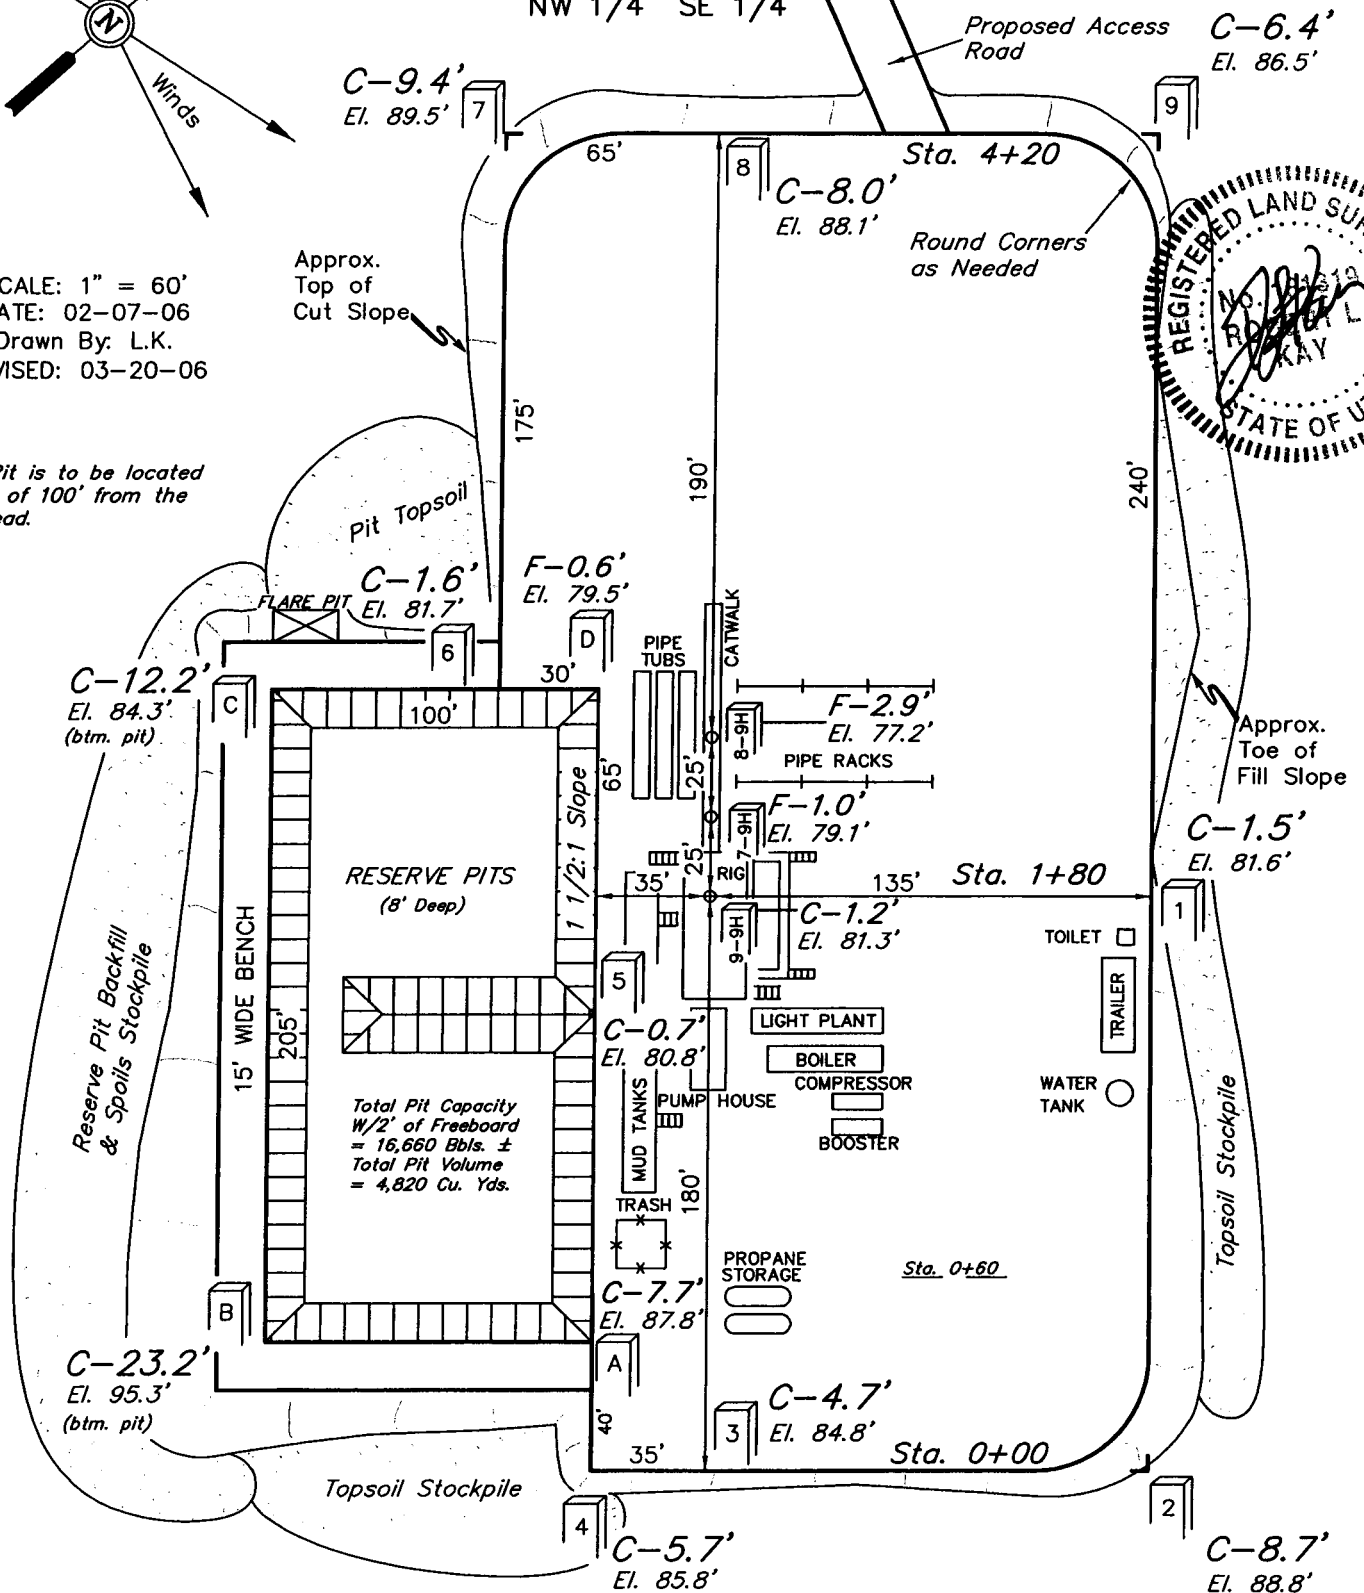 NW 1/4 SE 1/4
Proposed Access
Road
C-6.4'
El. 86.5'
9
N
Winds
C-9.4'
El. 89.5'
7
65'
8
Sta. 4+20
C-8.0'
El. 88.1'
Round Corners
as Needed
Approx.
Top of
Cut Slope
CALE: 1" = 60'
ATE: 02-07-06
Drawn By: L.K.
VISED: 03-20-06
REGISTERED LAND SUR
No.
KAY
STATE OF U
175'
190'
240'
Pit is to be located
of 100' from the
ead.
Pit Topsoil
C-1.6'
El. 81.7'
FLARE PIT
6
F-0.6'
El. 79.5'
D
30'
PIPE
TUBS
CATWALK
C-12.2'
El. 84.3'
(btm. pit)
C
100'
F-2.9'
El. 77.2'
8-9H
PIPE RACKS
Approx.
Toe of
Fill Slope
65'
25'
1 1/2:1 Slope
F-1.0'
El. 79.1'
7-9H
C-1.5'
El. 81.6'
1
RESERVE PITS
(8' Deep)
25'
RIG
35'
135'
Sta. 1+80
C-1.2'
El. 81.3'
9-9H
TOILET
TRAILER
15' WIDE BENCH
Reserve Pit Backfill
& Spoils Stockpile
205'
5
C-0.7'
El. 80.8'
LIGHT PLANT
BOILER
COMPRESSOR
PUMP HOUSE
BOOSTER
WATER
TANK
MUD TANKS
Total Pit Capacity
W/2' of Freeboard
= 16,660 Bbls. ±
Total Pit Volume
= 4,820 Cu. Yds.
180'
TRASH
Topsoil Stockpile
PROPANE
STORAGE
Sta. 0+60
C-7.7'
El. 87.8'
A
B
C-23.2'
El. 95.3'
(btm. pit)
40'
35'
3
C-4.7'
El. 84.8'
Sta. 0+00
Topsoil Stockpile
4
C-5.7'
El. 85.8'
2
C-8.7'
El. 88.8'